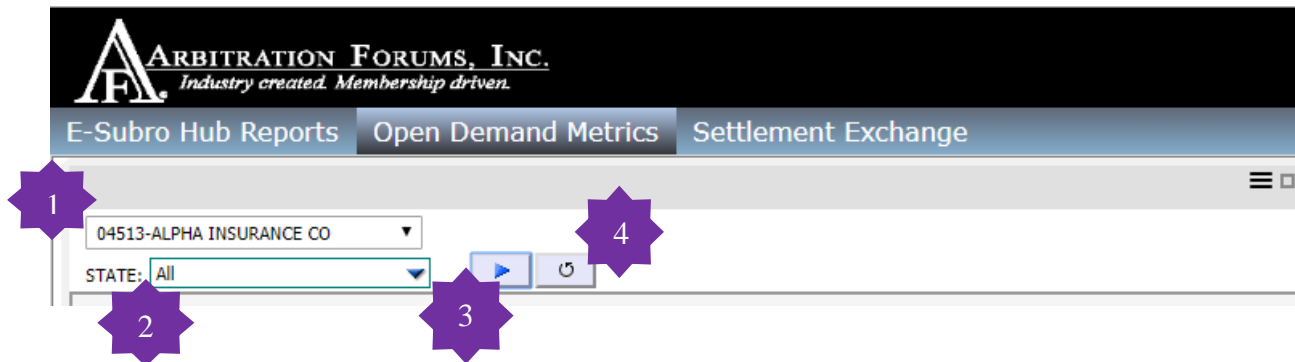 ARBITRATION FORUMS, INC.
AF.
Industry created. Membership driven.
E-Subro Hub Reports Open Demand Metrics Settlement Exchange
1
04513-ALPHA INSURANCE CO
4
STATE: All
2
3